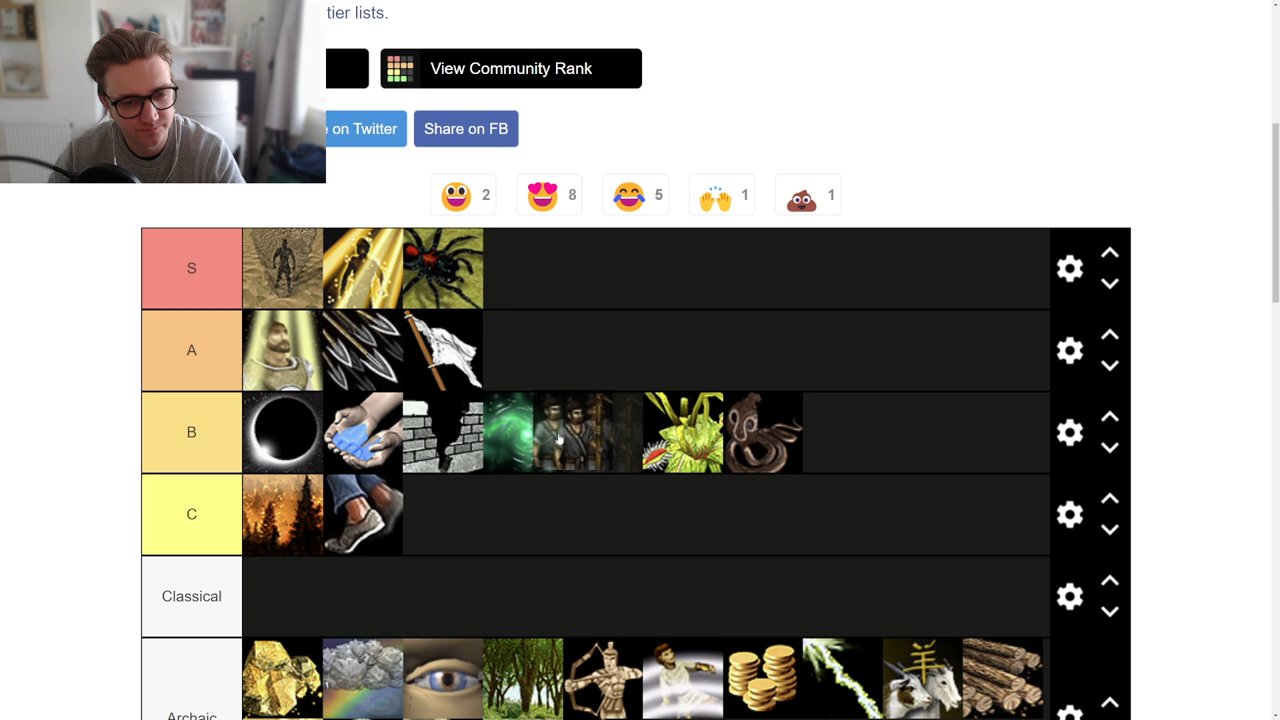 tier lists.
View Community Rank
on Twitter
Share on FB
2
8
5
1
1
S
A
B
C
Classical
Archaic